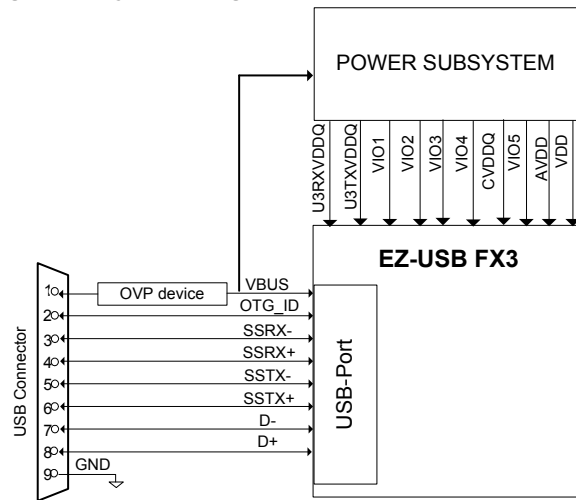 POWER SUBSYSTEM
U3RXVDDQ
U3TXVDDQ
VIO1
VIO2
VIO3
VIO4
CVDDQ
VIO5
AVDD
VDD
EZ-USB FX3
USB-Port
USB Connector
1
OVP device
VBUS
2
OTG_ID
3
SSRX-
4
SSRX+
5
SSTX-
6
SSTX+
7
D-
8
D+
9
GND